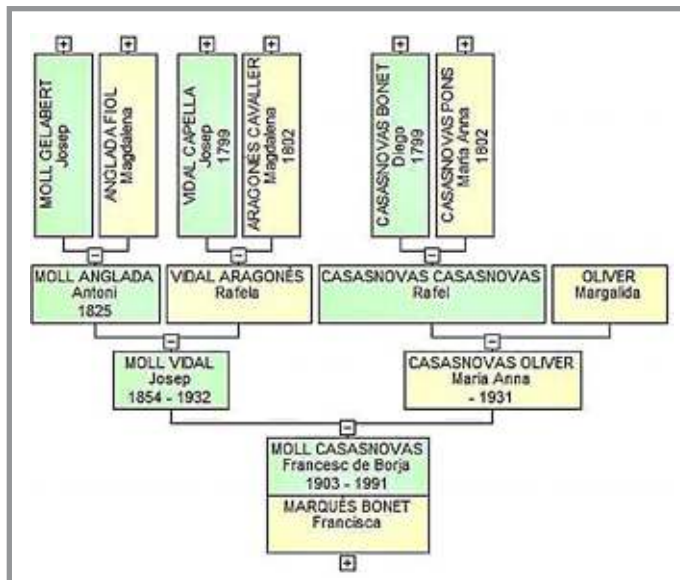 MOLL GELABERT
Josep
ANGLADA FIOL
Magdalena
VIDAL CAPELLA
Josep
1799
ARAGONÉS CAVALLER
Magdalena
1802
CASASNOVAS BONET
Diego
1799
CASASNOVAS PONS
Maria Anna
1802
MOLL ANGLADA
Antoni
1825
VIDAL ARAGONÉS
Rafela
CASASNOVAS CASASNOVAS
Rafel
OLIVER
Margalida
MOLL VIDAL
Josep
1854 - 1932
CASASNOVAS OLIVER
Maria Anna
- 1931
MOLL CASASNOVAS
Francesc de Borja
1903 - 1991
MARQUÈS BONET
Francisca